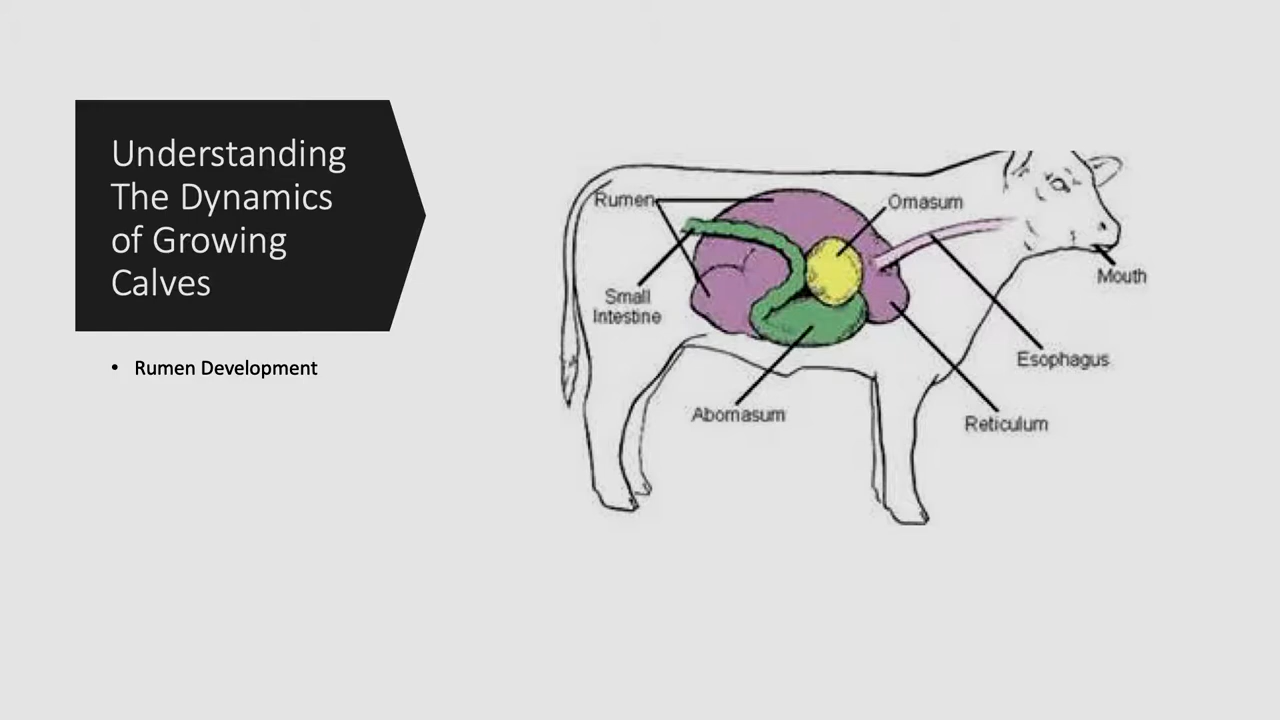 Understanding
The Dynamics
of Growing
Calves
• Rumen Development
Rumen
Omasum
Mouth
Small
Intestine
Esophagus
Abomasum
Reticulum